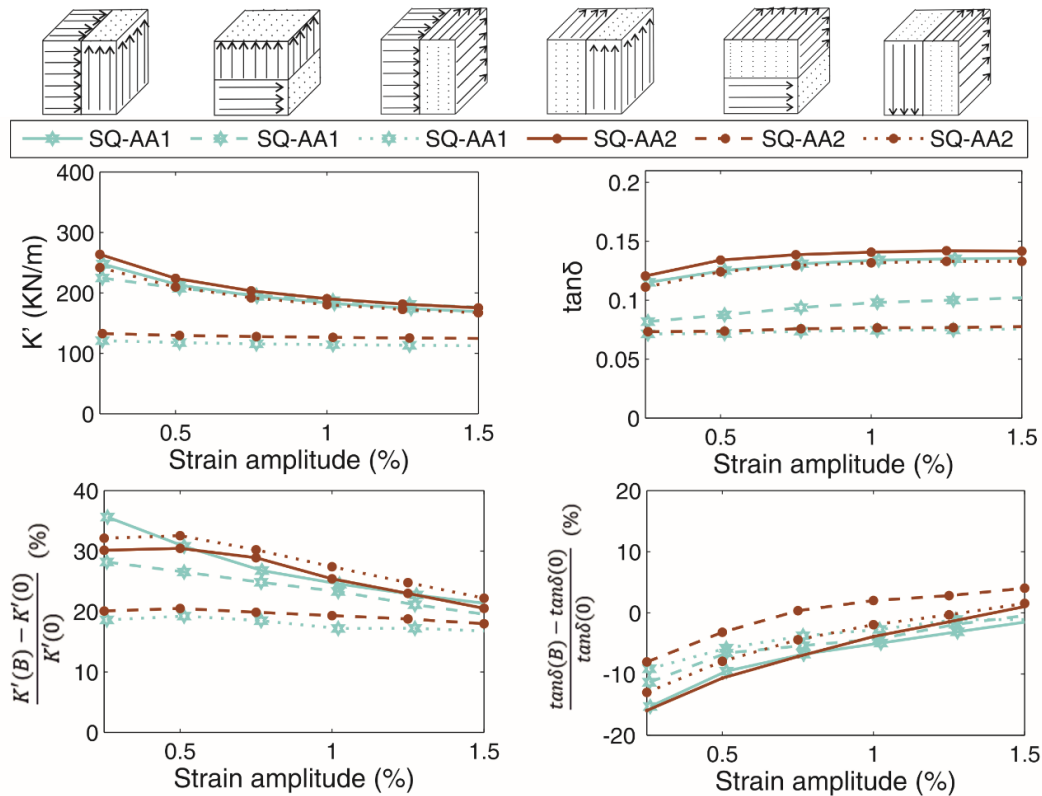 SQ-AA1 SQ-AA1 SQ-AA1 SQ-AA2 SQ-AA2 SQ-AA2
K' (KN/m)
400
300
200
100
0
0.5 1 1.5
Strain amplitude (%)
tanδ
0.2
0.15
0.1
0.05
0
0.5 1 1.5
Strain amplitude (%)
K'(B) − K'(0)
K'(0)
(%)
40
30
20
10
0
0.5 1 1.5
Strain amplitude (%)
tanδ(B) − tanδ(0)
tanδ(0)
(%)
20
10
0
-10
-20
0.5 1 1.5
Strain amplitude (%)